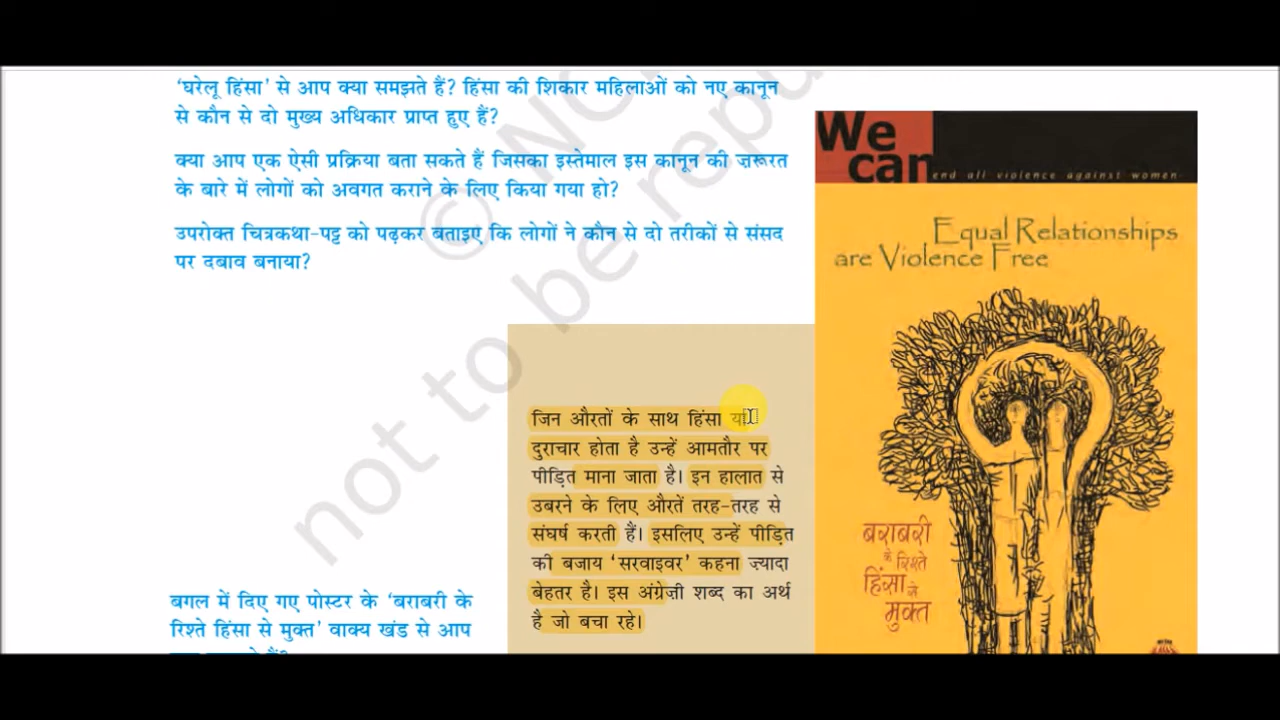 'घरेलू हिंसा' से आप क्या समझते हैं? हिंसा की शिकार महिलाओं को नए कानून
से कौन से दो मुख्य अधिकार प्राप्त हुए हैं?
क्या आप एक ऐसी प्रक्रिया बता सकते हैं जिसका इस्तेमाल इस कानून की ज़रूरत
के बारे में लोगों को अवगत कराने के लिए किया गया हो?
उपरोक्त चित्रकथा-पट्ट को पढ़कर बताइए कि लोगों ने कौन से दो तरीकों से संसद
पर दबाव बनाया?
We
can
end all violence against women
Equal Relationships
are Violence Free
जिन औरतों के साथ हिंसा या
दुराचार होता है उन्हें आमतौर पर
पीड़ित माना जाता है। इन हालात से
उबरने के लिए औरतें तरह-तरह से
संघर्ष करती हैं। इसलिए उन्हें पीड़ित
की बजाय 'सरवाइवर' कहना ज़्यादा
बेहतर है। इस अंग्रेज़ी शब्द का अर्थ
है जो बचा रहे।
बराबरी
के रिश्ते
हिंसा से
मुक्त
बगल में दिए गए पोस्टर के 'बराबरी के
रिश्ते हिंसा से मुक्त' वाक्य खंड से आप
not to be repu